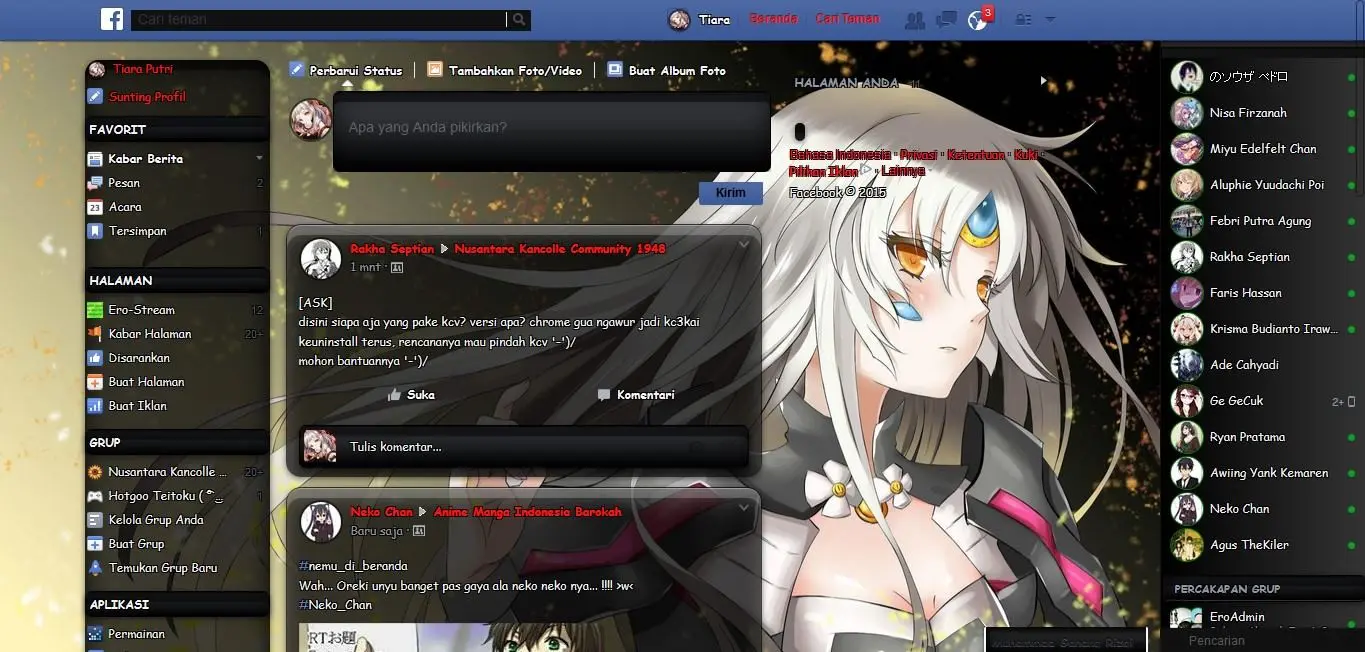 f
Cari teman
Tiara
Beranda
Cari Teman
3
Tiara Putri
Sunting Profil
FAVORIT
Kabar Berita
Pesan 2
23 Acara
Tersimpan 1
HALAMAN
Ero-Stream 12
Kabar Halaman 20+
Disarankan
Buat Halaman
Buat Iklan
GRUP
Nusantara Kancolle ... 20+
Hotgoo Teitoku 1
Kelola Grup Anda
Buat Grup
Temukan Grup Baru
APLIKASI
Permainan
Perbarui Status
Tambahkan Foto/Video
Buat Album Foto
Apa yang Anda pikirkan?
Kirim
Rakha Septian ▶ Nusantara Kancolle Community 1948
1 mnt ·
[ASK]
disini siapa aja yang pake kcv? versi apa? chrome gua ngawur jadi kc3kai
keuninstall terus, rencananya mau pindah kcv '-')/
mohon bantuannya '-')/
Suka
Komentari
Tulis komentar...
Neko Chan ▶ Anime Manga Indonesia Barokah
Baru saja ·
#nemu_di_beranda
Wah... Oreki unyu banget pas gaya ala neko neko nya... !!!! >w<
#Neko_Chan
RTお題
HALAMAN ANDA 11
Bahasa Indonesia · Privasi · Ketentuan · Kuki ·
Pilihan Iklan · Lainnya
Facebook © 2015
のソウザ ペドロ
Nisa Firzanah
Miyu Edelfelt Chan
Aluphie Yuudachi Poi
Febri Putra Agung
Rakha Septian
Faris Hassan
Krisma Budianto Iraw...
Ade Cahyadi
Ge GeCuk 2+
Ryan Pratama
Awiing Yank Kemaren
Neko Chan
Agus TheKiler
PERCAKAPAN GRUP
EroAdmin
Pencarian